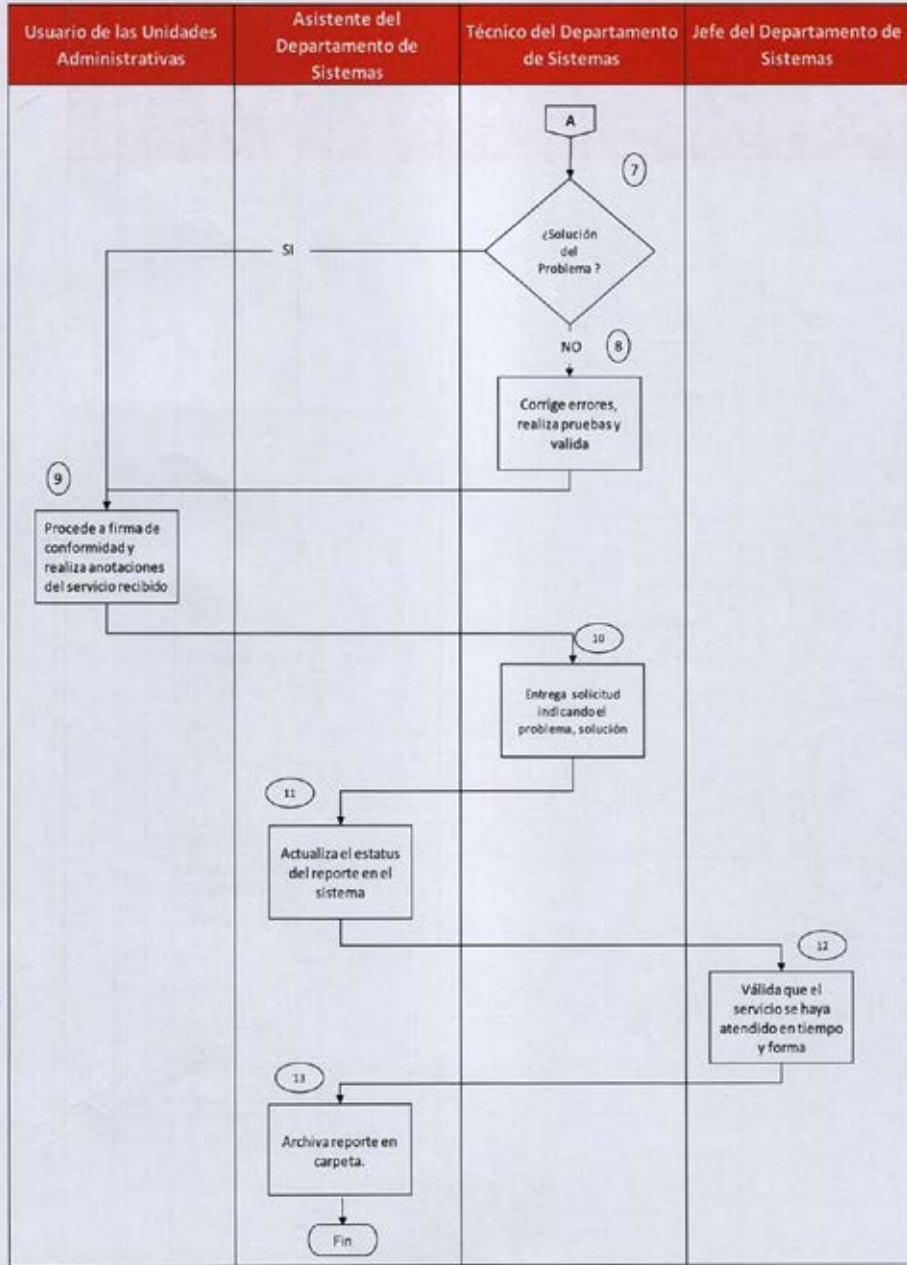 Usuario de las Unidades
Administrativas
Asistente del
Departamento de
Sistemas
Técnico del Departamento
de Sistemas
Jefe del Departamento de
Sistemas
A
7
¿Solución
del
Problema ?
SI
NO
8
Corrige errores,
realiza pruebas y
valida
9
Procede a firma de
conformidad y
realiza anotaciones
del servicio recibido
10
Entrega solicitud
indicando el
problema, solución
11
Actualiza el estatus
del reporte en el
sistema
12
Válida que el
servicio se haya
atendido en tiempo
y forma
13
Archiva reporte en
carpeta.
Fin